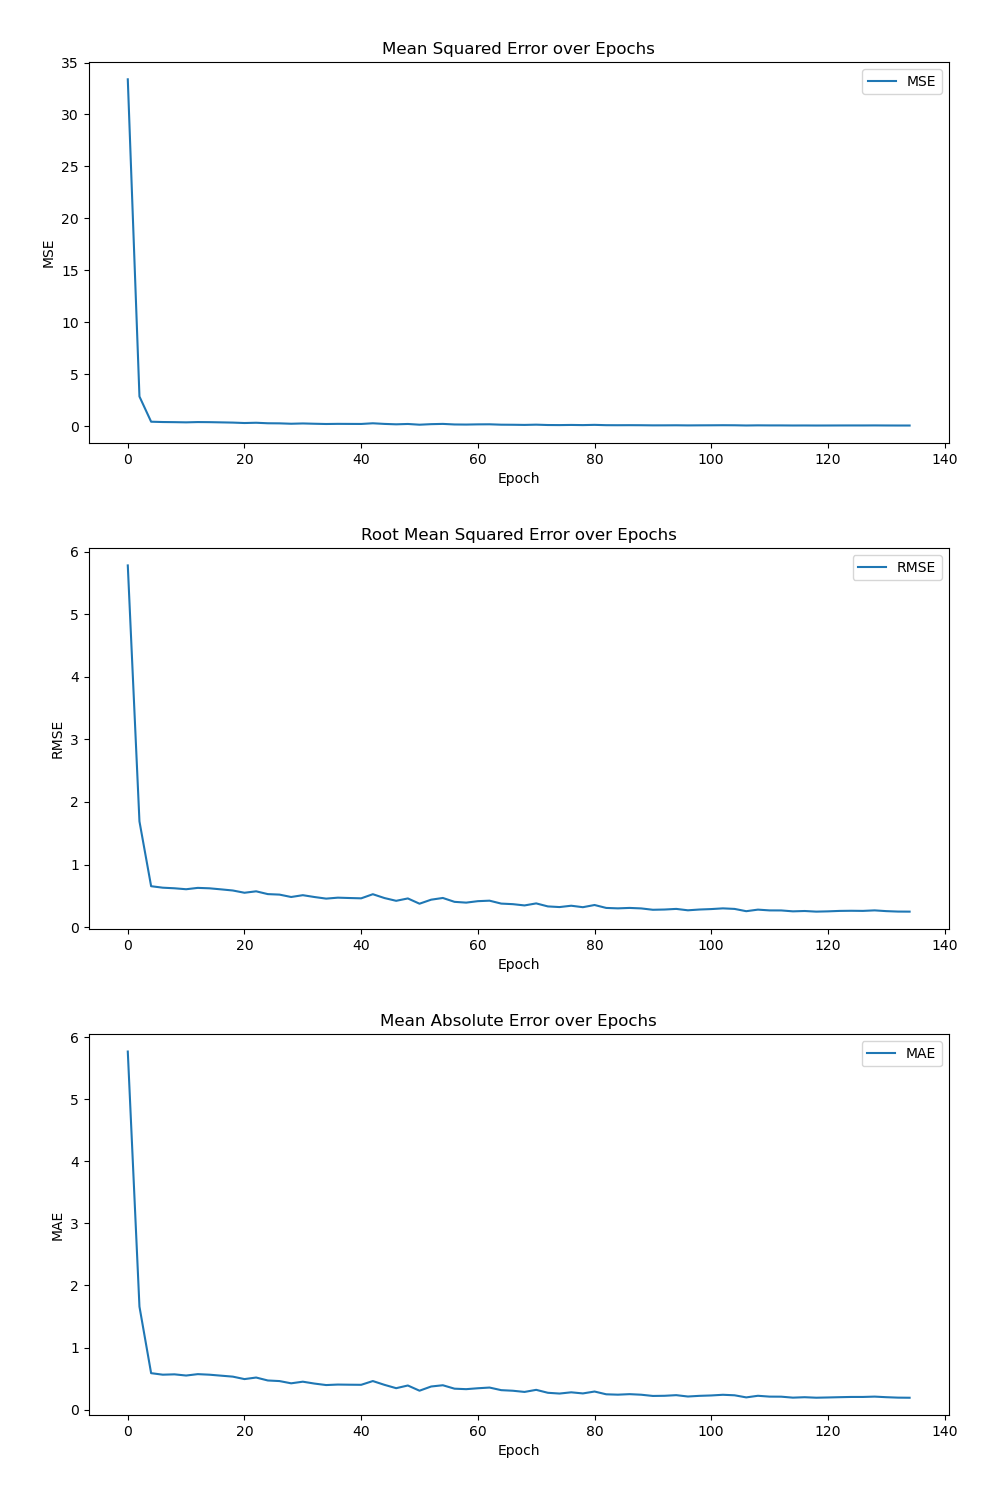 Mean Squared Error over Epochs
35
MSE
30
25
20
MSE
15
10
5
0
0 20 40 60 80 100 120 140
Epoch
Root Mean Squared Error over Epochs
6
RMSE
5
4
3
RMSE
2
1
0
0 20 40 60 80 100 120 140
Epoch
Mean Absolute Error over Epochs
6
MAE
5
4
3
MAE
2
1
0
0 20 40 60 80 100 120 140
Epoch